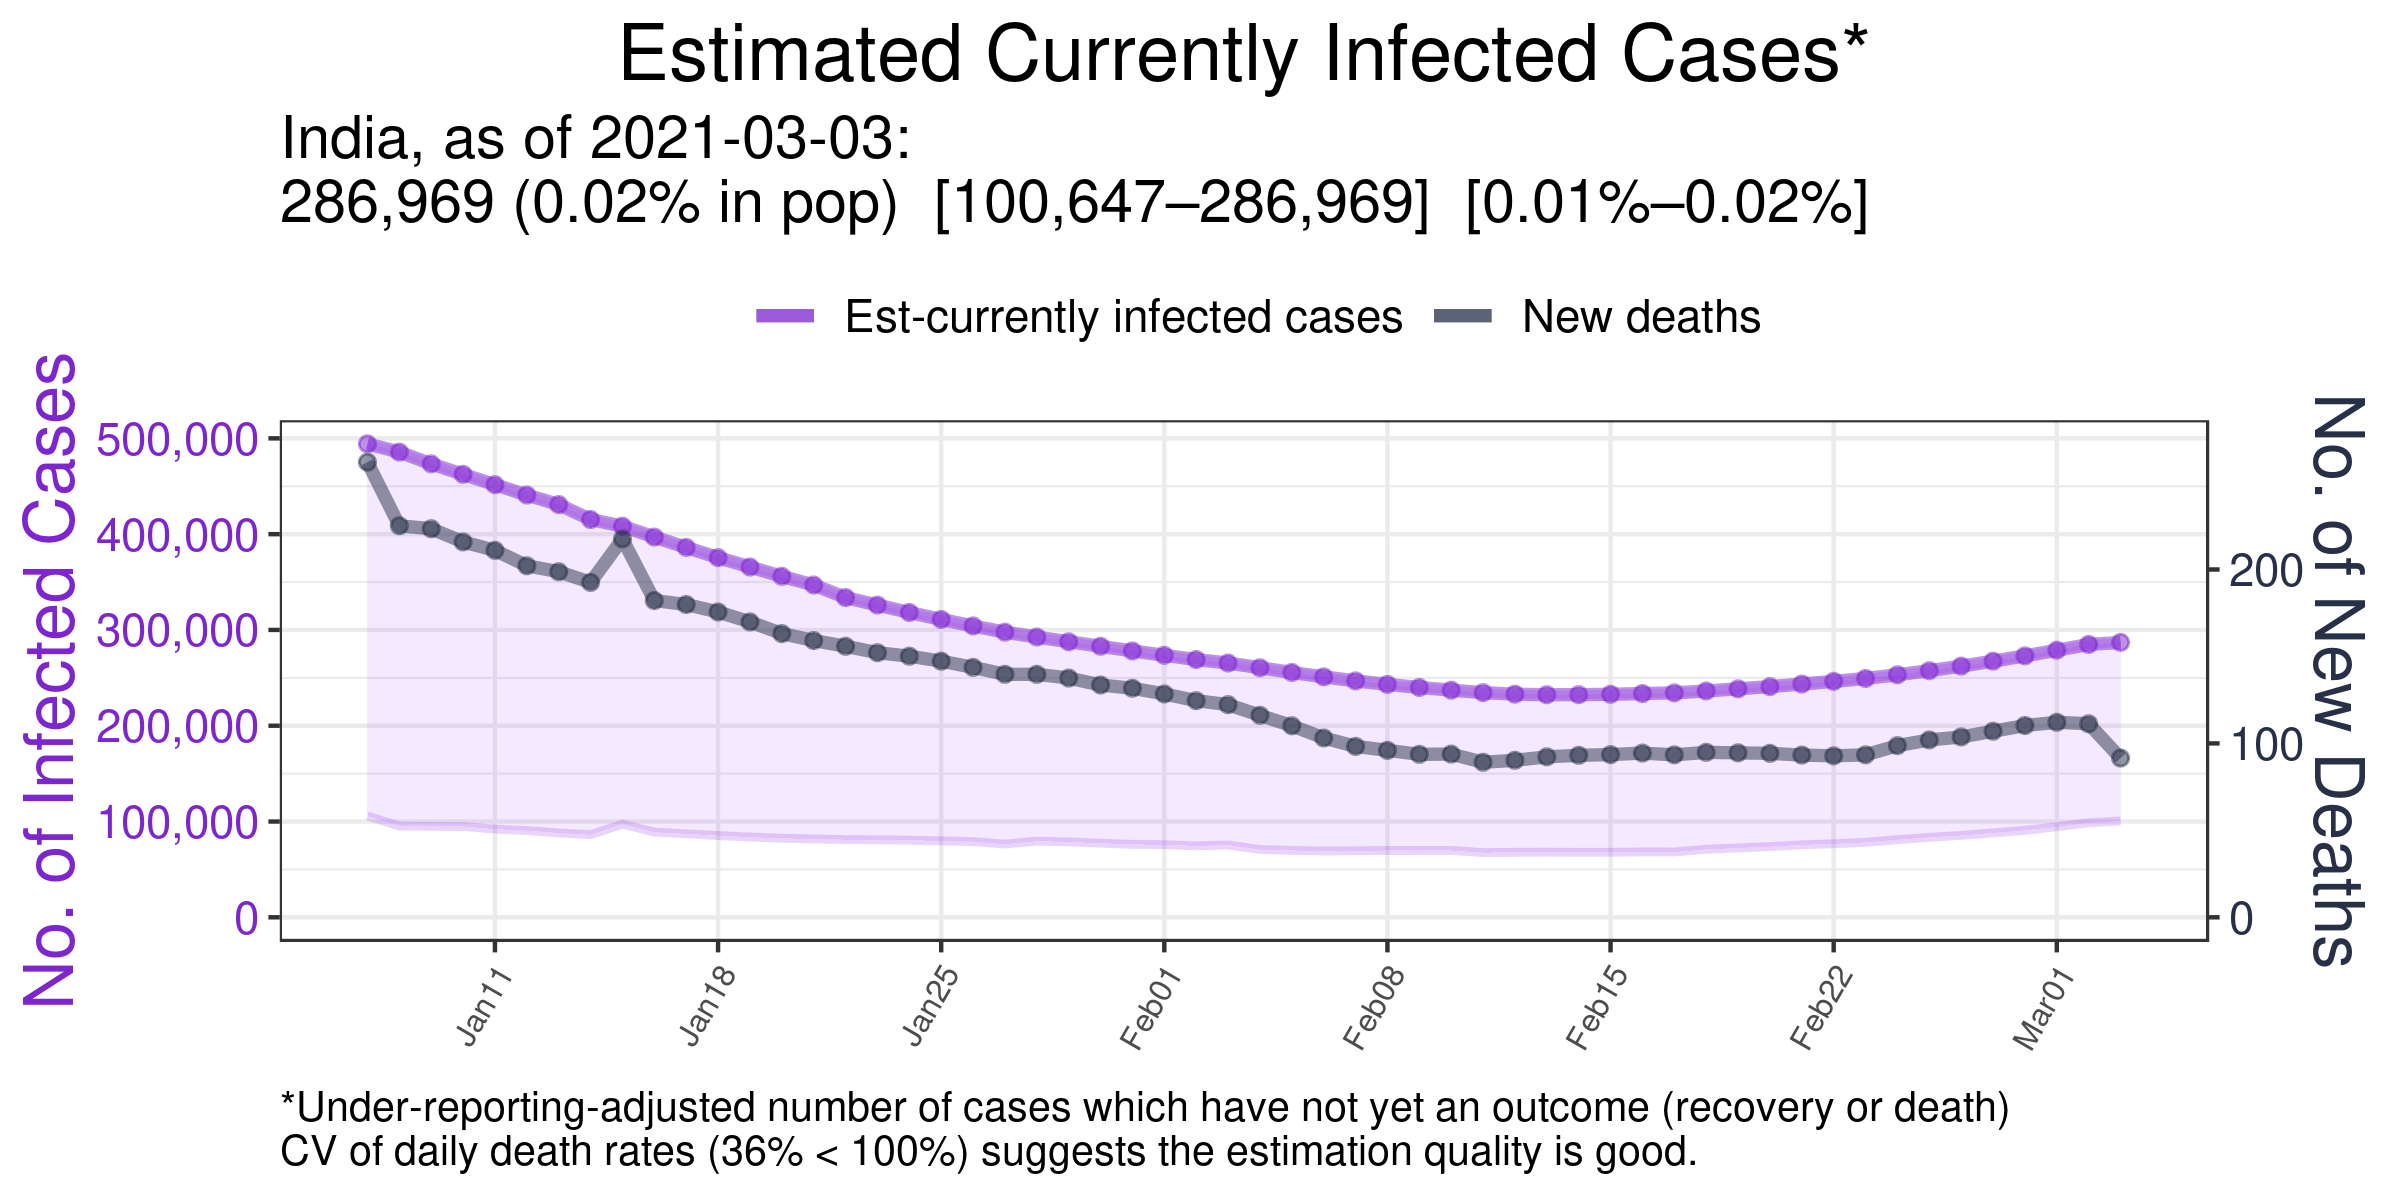 Estimated Currently Infected Cases*
India, as of 2021-03-03:
286,969 (0.02% in pop)  [100,647–286,969]  [0.01%–0.02%]
Est-currently infected cases
New deaths
No. of Infected Cases
500,000
400,000
300,000
200,000
100,000
0
No. of New Deaths
200
100
0
Jan11
Jan18
Jan25
Feb01
Feb08
Feb15
Feb22
Mar01
*Under-reporting-adjusted number of cases which have not yet an outcome (recovery or death)
CV of daily death rates (36% < 100%) suggests the estimation quality is good.